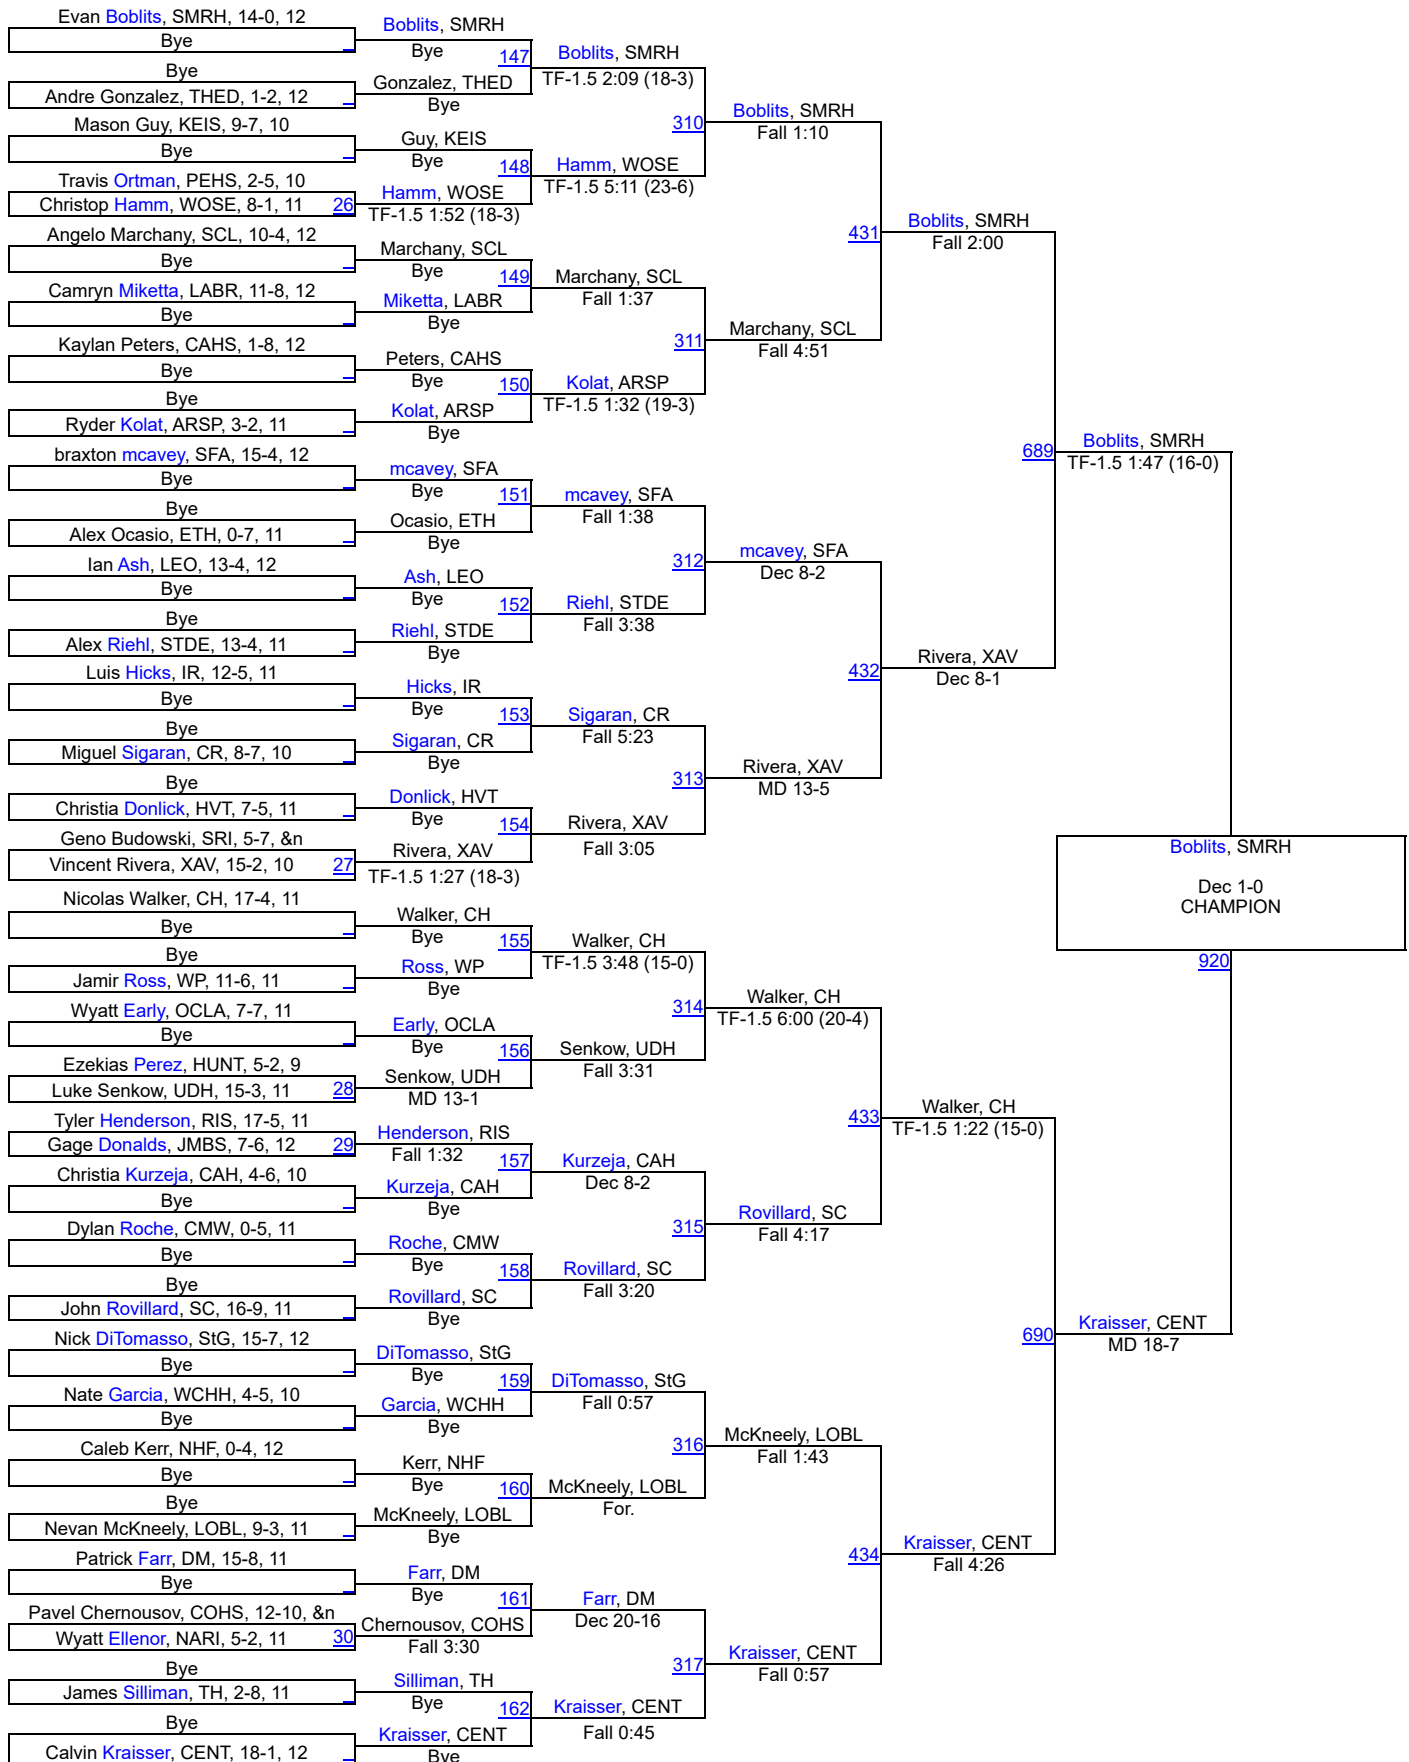 Evan Boblits, SMRH, 14-0, 12
Bye
Bye
Andre Gonzalez, THED, 1-2, 12
Mason Guy, KEIS, 9-7, 10
Bye
Travis Ortman, PEHS, 2-5, 10
Christop Hamm, WOSE, 8-1, 11 26
Angelo Marchany, SCL, 10-4, 12
Bye
Camryn Miketta, LABR, 11-8, 12
Bye
Kaylan Peters, CAHS, 1-8, 12
Bye
Bye
Ryder Kolat, ARSP, 3-2, 11
braxton mcavey, SFA, 15-4, 12
Bye
Bye
Alex Ocasio, ETH, 0-7, 11
Ian Ash, LEO, 13-4, 12
Bye
Bye
Alex Riehl, STDE, 13-4, 11
Luis Hicks, IR, 12-5, 11
Bye
Bye
Miguel Sigaran, CR, 8-7, 10
Bye
Christia Donlick, HVT, 7-5, 11
Geno Budowski, SRI, 5-7, &n
Vincent Rivera, XAV, 15-2, 10 27
Nicolas Walker, CH, 17-4, 11
Bye
Bye
Jamir Ross, WP, 11-6, 11
Wyatt Early, OCLA, 7-7, 11
Bye
Ezekias Perez, HUNT, 5-2, 9
Luke Senkow, UDH, 15-3, 11 28
Tyler Henderson, RIS, 17-5, 11
Gage Donalds, JMBS, 7-6, 12 29
Christia Kurzeja, CAH, 4-6, 10
Bye
Dylan Roche, CMW, 0-5, 11
Bye
Bye
John Rovillard, SC, 16-9, 11
Nick DiTomasso, StG, 15-7, 12
Bye
Nate Garcia, WCHH, 4-5, 10
Bye
Caleb Kerr, NHF, 0-4, 12
Bye
Bye
Nevan McKneely, LOBL, 9-3, 11
Patrick Farr, DM, 15-8, 11
Bye
Pavel Chernousov, COHS, 12-10, &n
Wyatt Ellenor, NARI, 5-2, 11 30
Bye
James Silliman, TH, 2-8, 11
Bye
Calvin Kraisser, CENT, 18-1, 12
Boblits, SMRH
Bye
147
Gonzalez, THED
Bye
Guy, KEIS
Bye
148
Hamm, WOSE
TF-1.5 1:52 (18-3)
Marchany, SCL
Bye
149
Miketta, LABR
Bye
Peters, CAHS
Bye
150
Kolat, ARSP
Bye
mcavey, SFA
Bye
151
Ocasio, ETH
Bye
Ash, LEO
Bye
152
Riehl, STDE
Bye
Hicks, IR
Bye
153
Sigaran, CR
Bye
Donlick, HVT
Bye
154
Rivera, XAV
TF-1.5 1:27 (18-3)
Walker, CH
Bye
155
Ross, WP
Bye
Early, OCLA
Bye
156
Senkow, UDH
MD 13-1
Henderson, RIS
Fall 1:32
157
Kurzeja, CAH
Bye
Roche, CMW
Bye
158
Rovillard, SC
Bye
DiTomasso, StG
Bye
159
Garcia, WCHH
Bye
Kerr, NHF
Bye
160
McKneely, LOBL
Bye
Farr, DM
Bye
161
Chernousov, COHS
Fall 3:30
Silliman, TH
Bye
162
Kraisser, CENT
Bye
Boblits, SMRH
TF-1.5 2:09 (18-3)
310
Hamm, WOSE
TF-1.5 5:11 (23-6)
Marchany, SCL
Fall 1:37
311
Kolat, ARSP
TF-1.5 1:32 (19-3)
mcavey, SFA
Fall 1:38
312
Riehl, STDE
Fall 3:38
Sigaran, CR
Fall 5:23
313
Rivera, XAV
Fall 3:05
Walker, CH
TF-1.5 3:48 (15-0)
314
Senkow, UDH
Fall 3:31
Kurzeja, CAH
Dec 8-2
315
Rovillard, SC
Fall 3:20
DiTomasso, StG
Fall 0:57
316
McKneely, LOBL
For.
Farr, DM
Dec 20-16
317
Kraisser, CENT
Fall 0:45
Boblits, SMRH
Fall 1:10
431
Marchany, SCL
Fall 4:51
mcavey, SFA
Dec 8-2
432
Rivera, XAV
MD 13-5
Walker, CH
TF-1.5 6:00 (20-4)
433
Rovillard, SC
Fall 4:17
McKneely, LOBL
Fall 1:43
434
Kraisser, CENT
Fall 0:57
Boblits, SMRH
Fall 2:00
689
Rivera, XAV
Dec 8-1
Walker, CH
TF-1.5 1:22 (15-0)
690
Kraisser, CENT
Fall 4:26
Boblits, SMRH
TF-1.5 1:47 (16-0)
Boblits, SMRH
Dec 1-0
CHAMPION
920
Kraisser, CENT
MD 18-7